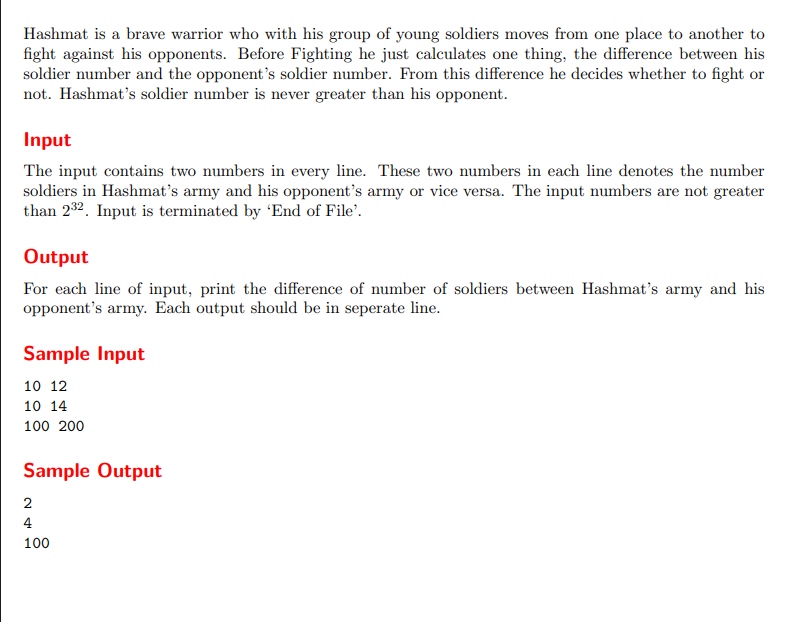 Hashmat is a brave warrior who with his group of young soldiers moves from one place to another to
fight against his opponents. Before Fighting he just calculates one thing, the difference between his
soldier number and the opponent's soldier number. From this difference he decides whether to fight or
not. Hashmat's soldier number is never greater than his opponent.
Input
The input contains two numbers in every line. These two numbers in each line denotes the number
soldiers in Hashmat's army and his opponent's army or vice versa. The input numbers are not greater
than 2³². Input is terminated by ‘End of File’.
Output
For each line of input, print the difference of number of soldiers between Hashmat's army and his
opponent's army. Each output should be in seperate line.
Sample Input
10 12
10 14
100 200
Sample Output
2
4
100